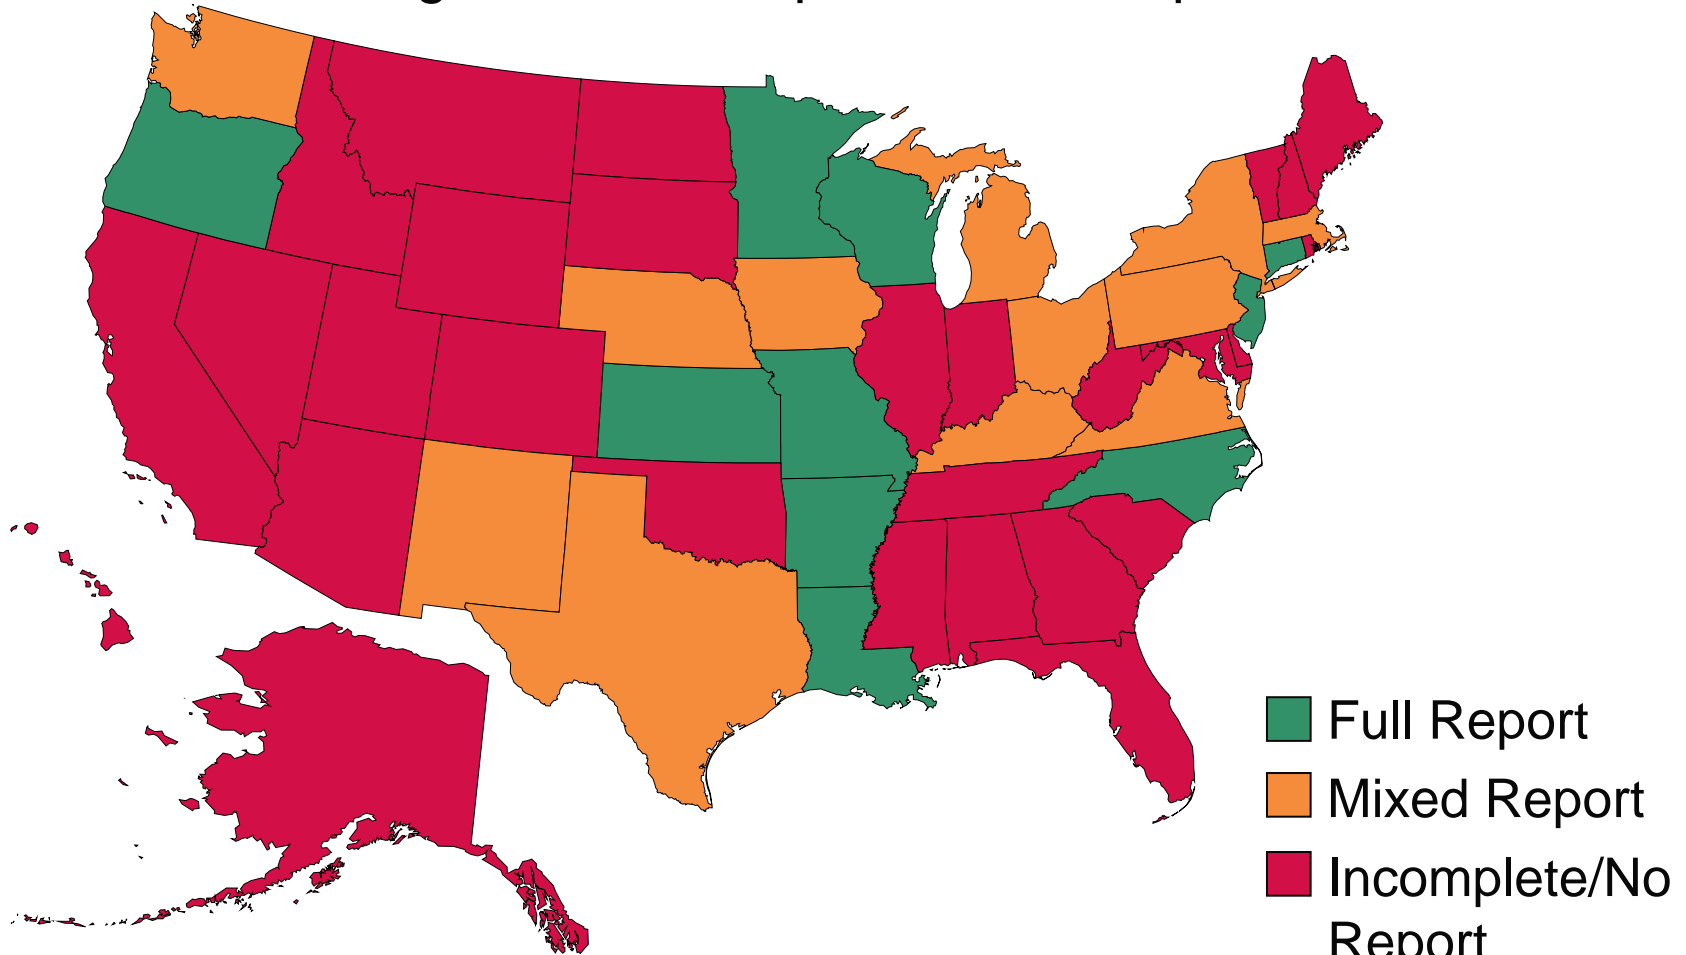 Full Report
Mixed Report
Incomplete/No
Report